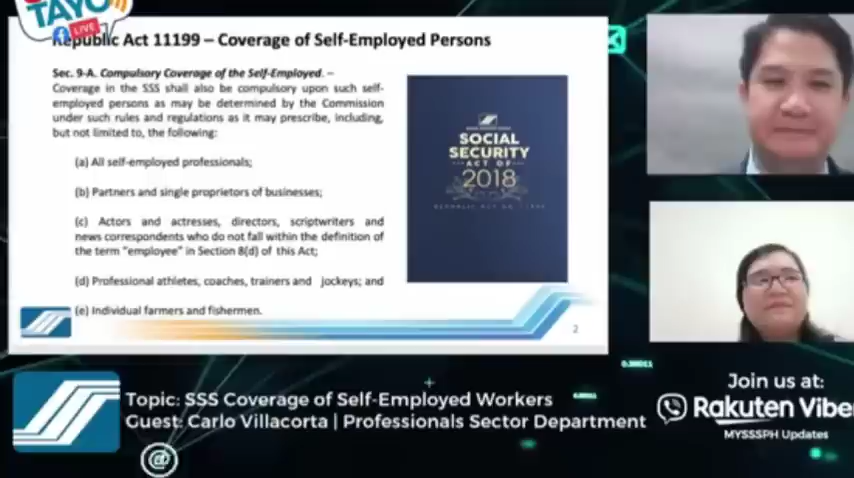 TAYO
LIVE
Republic Act 11199 – Coverage of Self-Employed Persons
Sec. 9-A. Compulsory Coverage of the Self-Employed. –
Coverage in the SSS shall also be compulsory upon such self-
employed persons as may be determined by the Commission
under such rules and regulations as it may prescribe, including,
but not limited to, the following:
(a) All self-employed professionals;
(b) Partners and single proprietors of businesses;
(c) Actors and actresses, directors, scriptwriters and
news correspondents who do not fall within the definition of
the term "employee" in Section 8(d) of this Act;
(d) Professional athletes, coaches, trainers and jockeys; and
(e) Individual farmers and fishermen.
SOCIAL
SECURITY
ACT OF
2018
2
Topic: SSS Coverage of Self-Employed Workers
Guest: Carlo Villacorta | Professionals Sector Department
Join us at:
Rakuten Viber
MYSSSPH Updates